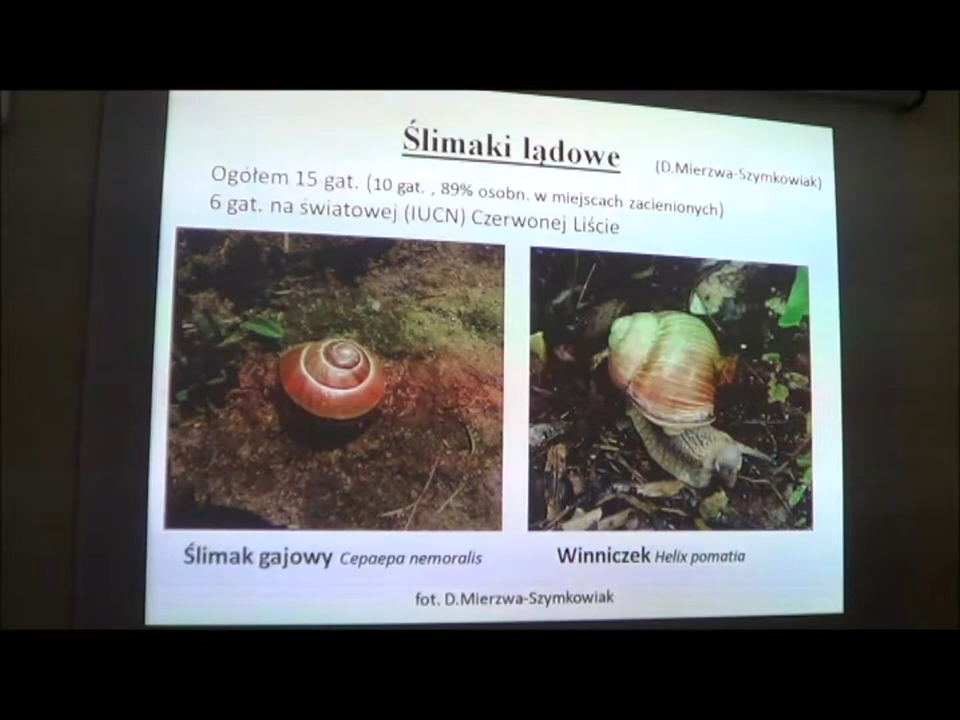 Ślimaki lądowe
(D.Mierzwa-Szymkowiak)
Ogółem 15 gat. (10 gat. , 89% osobn. w miejscach zacienionych)
6 gat. na światowej (IUCN) Czerwonej Liście
Ślimak gajowy Cepaepa nemoralis
Winniczek Helix pomatia
fot. D.Mierzwa-Szymkowiak